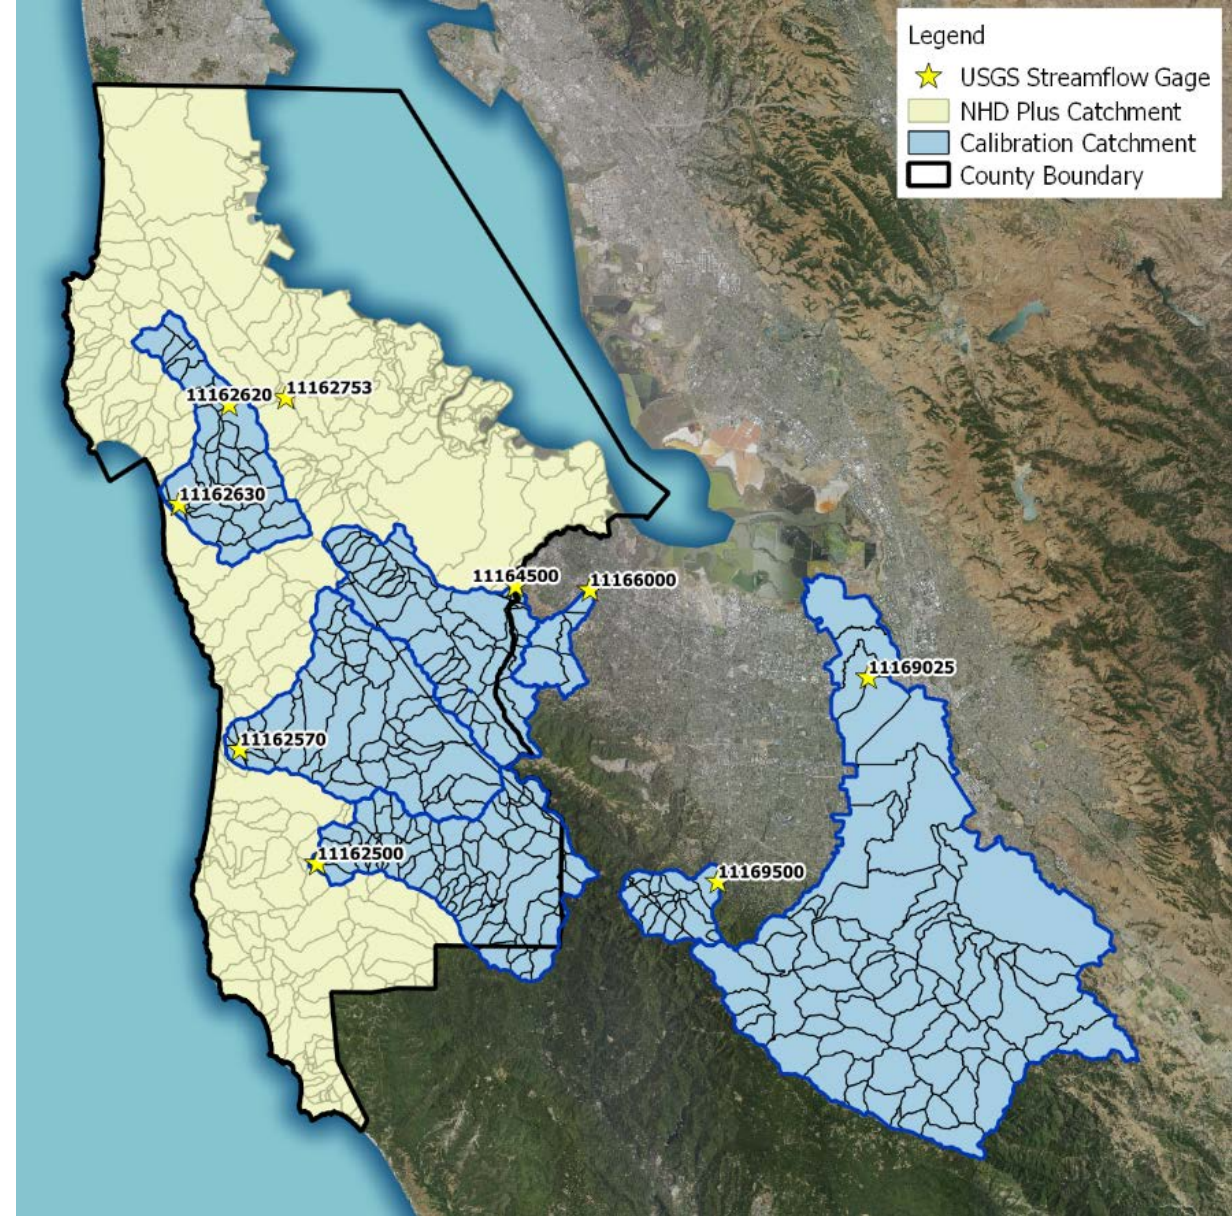 Legend
USGS Streamflow Gage
NHD Plus Catchment
Calibration Catchment
County Boundary
11162753
11162620
11162630
11164500
11166000
11169025
11162570
11162500
11169500